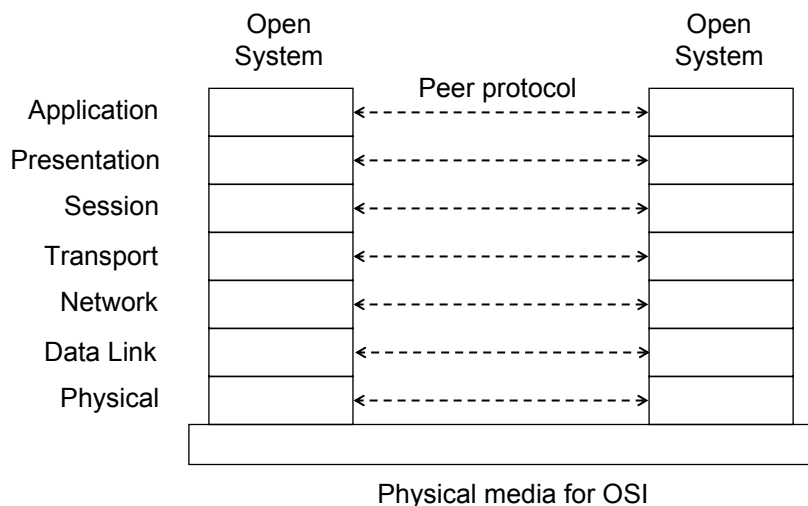 Open
System
Open
System
Peer protocol
Application
Presentation
Session
Transport
Network
Data Link
Physical
Physical media for OSI